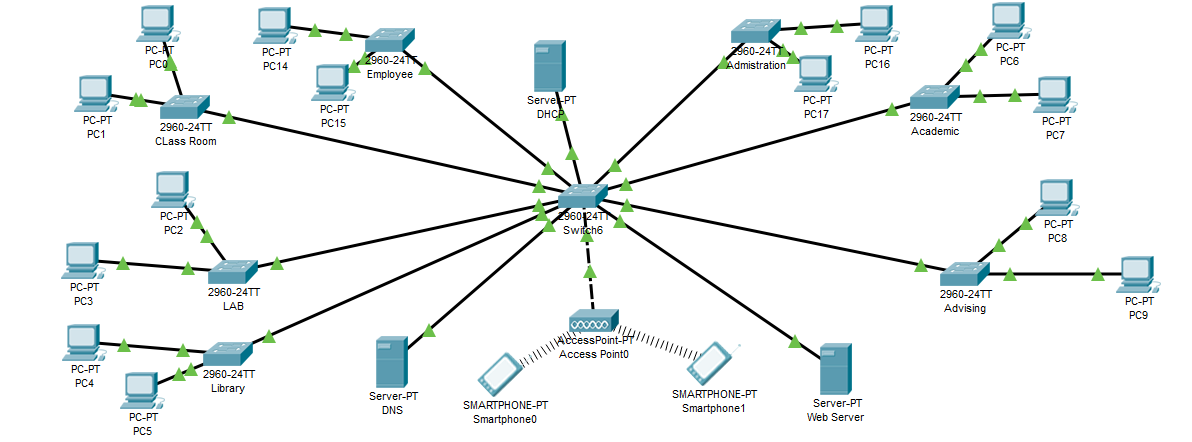 PC-PT
PC0
PC-PT
PC14
2960-24TT
Employee
PC-PT
PC15
Server-PT
DHCP
2960-24TT
Admistration
PC-PT
PC16
PC-PT
PC17
PC-PT
PC6
PC-PT
PC7
2960-24TT
Academic
PC-PT
PC1
2960-24TT
CLass Room
PC-PT
PC2
2960-24TT
Switch6
PC-PT
PC8
PC-PT
PC3
2960-24TT
LAB
2960-24TT
Advising
PC-PT
PC9
PC-PT
PC4
2960-24TT
Library
PC-PT
PC5
Server-PT
DNS
AccessPoint-PT
Access Point0
SMARTPHONE-PT
Smartphone0
SMARTPHONE-PT
Smartphone1
Server-PT
Web Server